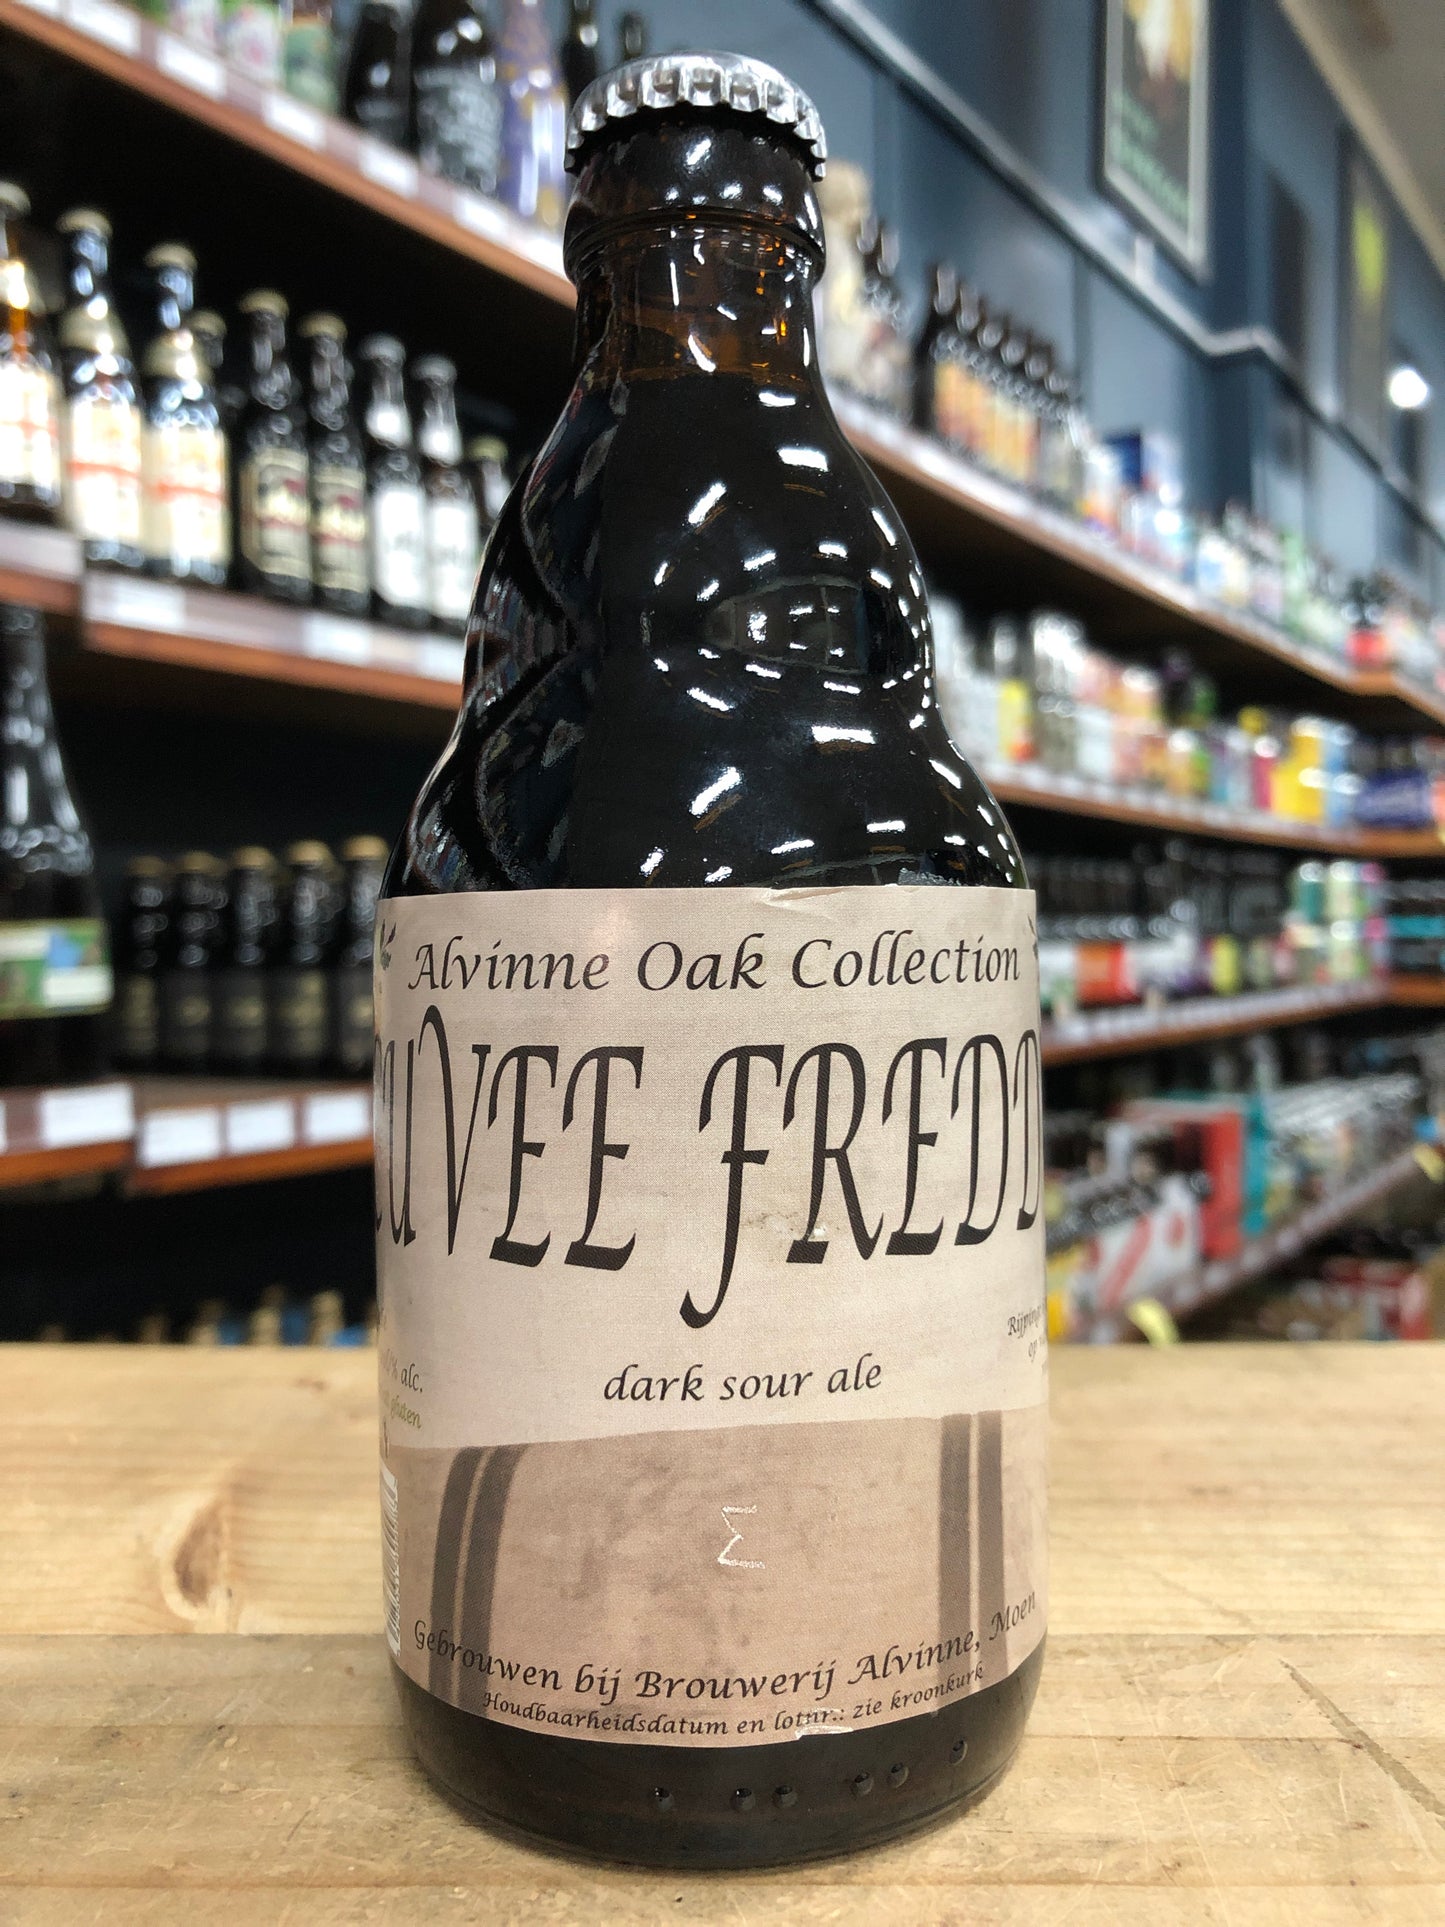 Alvinne Oak Collection
CUVEE FREDD
dark sour ale
% alc.
gluten
Σ
Gebrouwen bij Brouwerij Alvinne, Moen
Houdbaarheidsdatum en lotnr.: zie kroonkurk